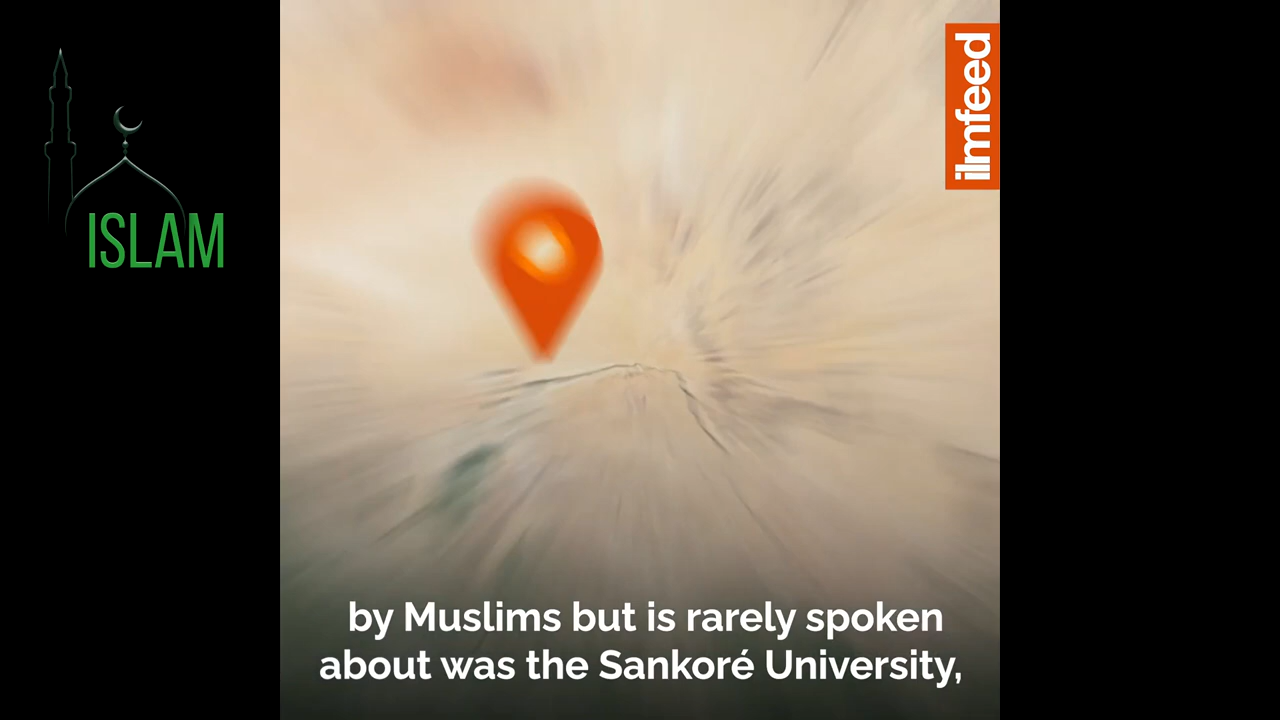 ISLAM
ilmfeed
by Muslims but is rarely spoken
about was the Sankoré University,